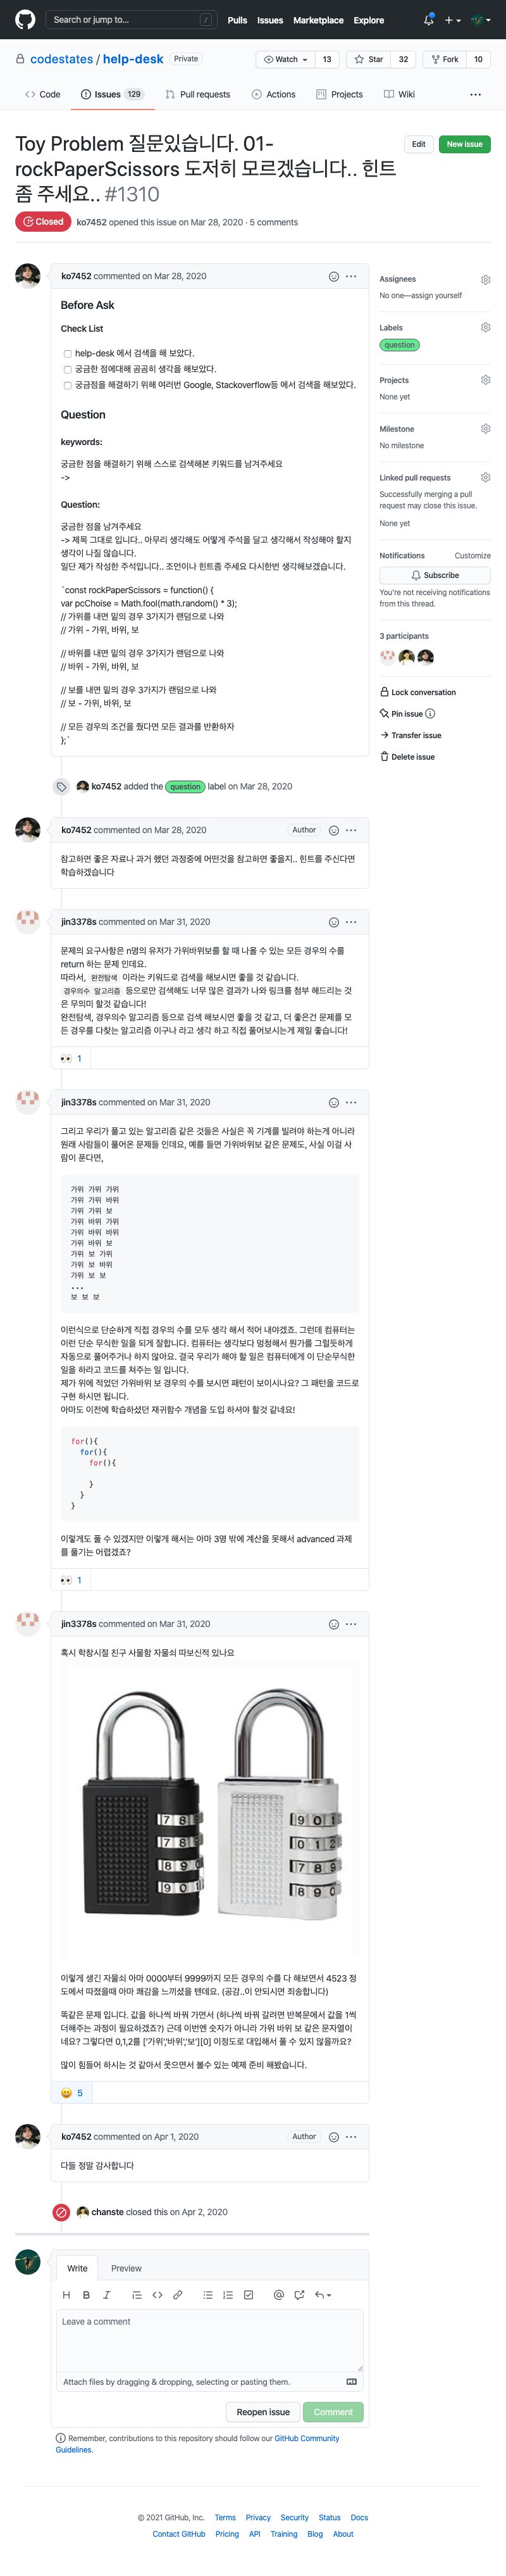 Search or jump to...
/
Pulls Issues Marketplace Explore
codestates / help-desk Private
Watch 13 Star 32 Fork 10
Code Issues 129 Pull requests Actions Projects Wiki
Toy Problem 질문있습니다. 01-
rockPaperScissors 도저히 모르겠습니다.. 힌트
좀 주세요.. #1310
Edit New issue
Closed ko7452 opened this issue on Mar 28, 2020 · 5 comments
ko7452 commented on Mar 28, 2020
Before Ask
Check List
help-desk 에서 검색을 해 보았다.
궁금한 점에대해 곰곰히 생각을 해보았다.
궁금점을 해결하기 위해 여러번 Google, Stackoverflow등 에서 검색을 해보았다.
Question
keywords:
궁금한 점을 해결하기 위해 스스로 검색해본 키워드를 남겨주세요
->
Question:
궁금한 점을 남겨주세요
-> 제목 그대로 입니다.. 아무리 생각해도 어떻게 주석을 달고 생각해서 작성해야 할지
생각이 나질 않습니다.
일단 제가 작성한 주석입니다.. 조언이나 힌트좀 주세요 다시한번 생각해보겠습니다.
`const rockPaperScissors = function() {
var pcChoise = Math.fool(math.random() * 3);
// 가위를 내면 밑의 경우 3가지가 랜덤으로 나와
// 가위 - 가위, 바위, 보
// 바위를 내면 밑의 경우 3가지가 랜덤으로 나와
// 바위 - 가위, 바위, 보
// 보를 내면 밑의 경우 3가지가 랜덤으로 나와
// 보 - 가위, 바위, 보
// 모든 경우의 조건을 줬다면 모든 결과를 반환하자
};`
Assignees
No one—assign yourself
Labels
question
Projects
None yet
Milestone
No milestone
Linked pull requests
Successfully merging a pull
request may close this issue.
None yet
Notifications Customize
Subscribe
You're not receiving notifications
from this thread.
3 participants
Lock conversation
Pin issue
Transfer issue
Delete issue
ko7452 added the question label on Mar 28, 2020
ko7452 commented on Mar 28, 2020 Author
참고하면 좋은 자료나 과거 했던 과정중에 어떤것을 참고하면 좋을지.. 힌트를 주신다면
학습하겠습니다
jin3378s commented on Mar 31, 2020
문제의 요구사항은 n명의 유저가 가위바위보를 할 때 나올 수 있는 모든 경우의 수를
return 하는 문제 인데요.
따라서, 완전탐색 이라는 키워드로 검색을 해보시면 좋을 것 같습니다.
경우의수 알고리즘 등으로만 검색해도 너무 많은 결과가 나와 링크를 첨부 해드리는 것
은 무의미 할것 같습니다!
완전탐색, 경우의수 알고리즘 등으로 검색 해보시면 좋을 것 같고, 더 좋은건 문제를 모
든 경우를 다찾는 알고리즘 이구나 라고 생각 하고 직접 풀어보시는게 제일 좋습니다!
1
jin3378s commented on Mar 31, 2020
그리고 우리가 풀고 있는 알고리즘 같은 것들은 사실은 꼭 기계를 빌려야 하는게 아니라
원래 사람들이 풀어온 문제들 인데요, 예를 들면 가위바위보 같은 문제도, 사실 이걸 사
람이 푼다면,
가위 가위 가위
가위 가위 바위
가위 가위 보
가위 바위 가위
가위 바위 바위
가위 바위 보
가위 보 가위
가위 보 바위
가위 보 보
...
보 보 보
이런식으로 단순하게 직접 경우의 수를 모두 생각 해서 적어 내야겠죠. 그런데 컴퓨터는
이런 단순 무식한 일을 되게 잘합니다. 컴퓨터는 생각보다 멍청해서 뭔가를 그럴듯하게
자동으로 풀어주거나 하지 않아요. 결국 우리가 해야 할 일은 컴퓨터에게 이 단순무식한
일을 하라고 코드를 쳐주는 일 입니다.
제가 위에 적었던 가위바위 보 경우의 수를 보시면 패턴이 보이시나요? 그 패턴을 코드로
구현 하시면 됩니다.
아마도 이전에 학습하셨던 재귀함수 개념을 도입 하셔야 할것 같네요!
for(){
for(){
for(){
}
}
}
이렇게도 풀 수 있겠지만 이렇게 해서는 아마 3명 밖에 계산을 못해서 advanced 과제
를 풀기는 어렵겠죠?
1
jin3378s commented on Mar 31, 2020
혹시 학창시절 친구 사물함 자물쇠 따보신적 있나요
이렇게 생긴 자물쇠 아마 0000부터 9999까지 모든 경우의 수를 다 해보면서 4523 정
도에서 따졌을때 아마 쾌감을 느끼셨을 텐데요. (공감..이 안되시면 죄송합니다)
똑같은 문제 입니다. 값을 하나씩 바꿔 가면서 (하나씩 바꿔 갈려면 반복문에서 값을 1씩
더해주는 과정이 필요하겠죠?) 근데 이번엔 숫자가 아니라 가위 바위 보 같은 문자열이
네요? 그렇다면 0,1,2를 ['가위','바위','보'][0] 이정도로 대입해서 풀 수 있지 않을까요?
많이 힘들어 하시는 것 같아서 웃으면서 볼수 있는 예제 준비 해봤습니다.
5
ko7452 commented on Apr 1, 2020 Author
다들 정말 감사합니다
chanste closed this on Apr 2, 2020
Write Preview
Leave a comment
Attach files by dragging & dropping, selecting or pasting them.
Reopen issue Comment
Remember, contributions to this repository should follow our GitHub Community
Guidelines.
© 2021 GitHub, Inc. Terms Privacy Security Status Docs
Contact GitHub Pricing API Training Blog About